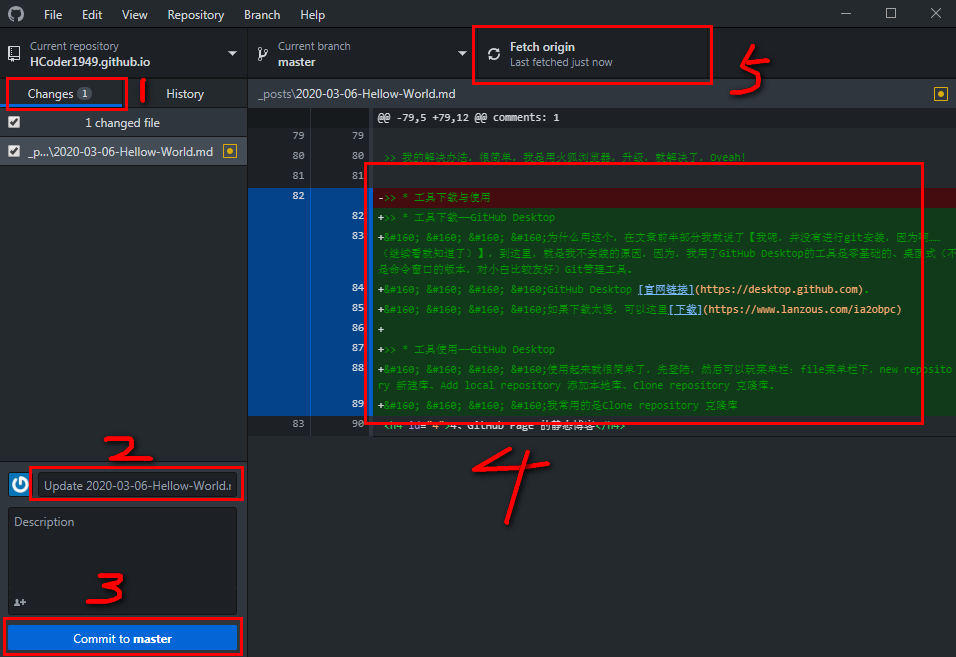 File Edit View Repository Branch Help
Current repository
HCoder1949.github.io
Current branch
master
Fetch origin
Last fetched just now
5
Changes 1
1
History
_posts\2020-03-06-Hellow-World.md
1 changed file
_p...\2020-03-06-Hellow-World.md
@@ -79,5 +79,12 @@ comments: 1
79 79
80 80 >> 我的解决办法，很简单，我是用火狐浏览器，升级，就解决了，Oyeah!
81 81
82 ->> * 工具下载与使用
82 +>> * 工具下载——GitHub Desktop
83 +&#160; &#160; &#160; &#160;为什么用这个，在文章前半部分我就说了【我呢，并没有进行git安装，因为啊……
（继续看就知道了）】，到这里，就是我不安装的原因，因为，我用了GitHub Desktop的工具是零基础的、桌面式（不
是命令窗口的版本，对小白比较友好）Git管理工具。
84 +&#160; &#160; &#160; &#160;GitHub Desktop [官网链接](https://desktop.github.com).
85 +&#160; &#160; &#160; &#160;如果下载太慢，可以这里[下载](https://www.lanzous.com/ia2obpc)
86 +
87 +>> * 工具使用——GitHub Desktop
88 +&#160; &#160; &#160; &#160;使用起来就很简单了，先登陆，然后可以玩菜单栏：file菜单栏下，new reposito
ry 新建库、Add local repository 添加本地库、Clone repository 克隆库。
89 +&#160; &#160; &#160; &#160;我常用的是Clone repository 克隆库
83 90 <h4 id="4">4、GitHub Page 的静态博客</h4>
2
4
Update 2020-03-06-Hellow-World.
Description
3
Commit to master